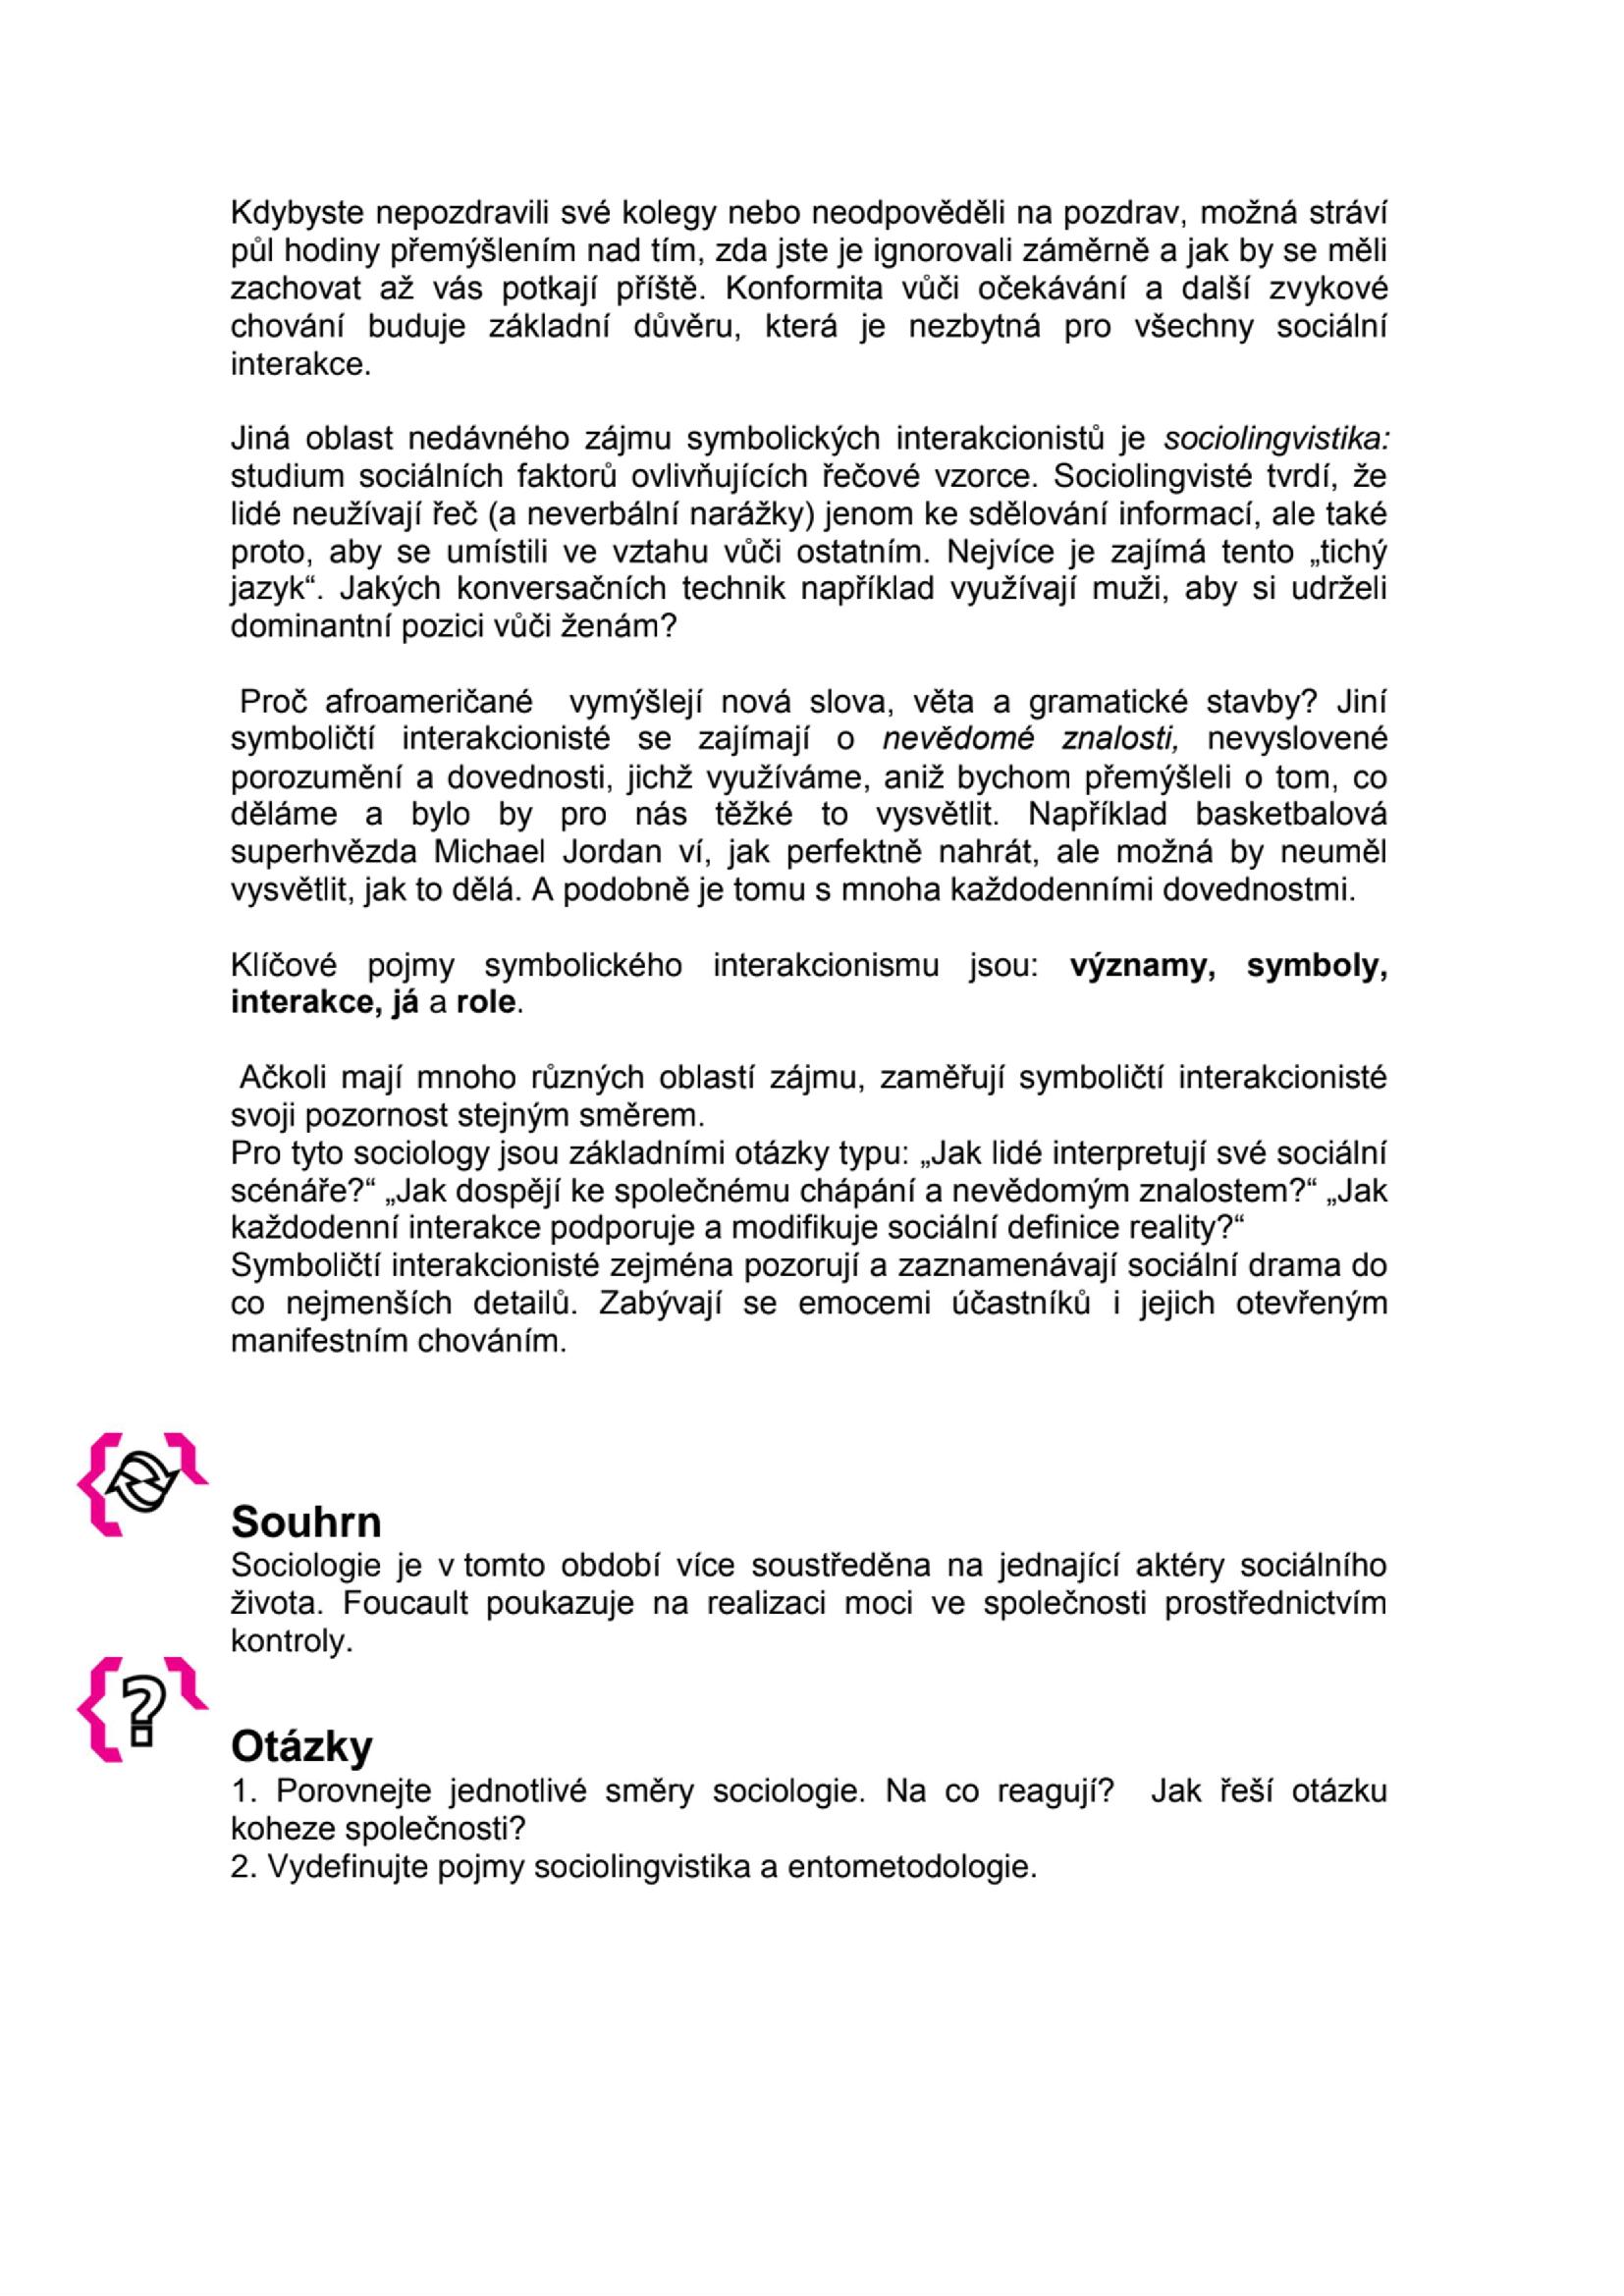 Kdybyste nepozdravili své kolegy nebo neodpověděli na pozdrav, možná stráví
půl hodiny přemýšlením nad tím, zda jste je ignorovali záměrně a jak by se měli
zachovat až vás potkají příště. Konformita vůči očekávání a další zvykové
chování buduje základní důvěru, která je nezbytná pro všechny sociální
interakce.
Jiná oblast nedávného zájmu symbolických interakcionistů je sociolingvistika:
studium sociálních faktorů ovlivňujících řečové vzorce. Sociolingvisté tvrdí, že
lidé neužívají řeč (a neverbální narážky) jenom ke sdělování informací, ale také
proto, aby se umístili ve vztahu vůči ostatním. Nejvíce je zajímá tento „tichý
jazyk“. Jakých konversačních technik například využívají muži, aby si udrželi
dominantní pozici vůči ženám?
Proč afroameričané  vymýšlejí nová slova, věta a gramatické stavby? Jiní
symboličtí interakcionisté se zajímají o nevědomé znalosti, nevyslovené
porozumění a dovednosti, jichž využíváme, aniž bychom přemýšleli o tom, co
děláme a bylo by pro nás těžké to vysvětlit. Například basketbalová
superhvězda Michael Jordan ví, jak perfektně nahrát, ale možná by neuměl
vysvětlit, jak to dělá. A podobně je tomu s mnoha každodenními dovednostmi.
Klíčové pojmy symbolického interakcionismu jsou: významy, symboly,
interakce, já a role.
Ačkoli mají mnoho různých oblastí zájmu, zaměřují symboličtí interakcionisté
svoji pozornost stejným směrem.
Pro tyto sociology jsou základními otázky typu: „Jak lidé interpretují své sociální
scénáře?“ „Jak dospějí ke společnému chápání a nevědomým znalostem?“ „Jak
každodenní interakce podporuje a modifikuje sociální definice reality?“
Symboličtí interakcionisté zejména pozorují a zaznamenávají sociální drama do
co nejmenších detailů. Zabývají se emocemi účastníků i jejich otevřeným
manifestním chováním.
Souhrn
Sociologie je v tomto období více soustředěna na jednající aktéry sociálního
života. Foucault poukazuje na realizaci moci ve společnosti prostřednictvím
kontroly.
Otázky
1. Porovnejte jednotlivé směry sociologie. Na co reagují?  Jak řeší otázku
koheze společnosti?
2. Vydefinujte pojmy sociolingvistika a entometodologie.